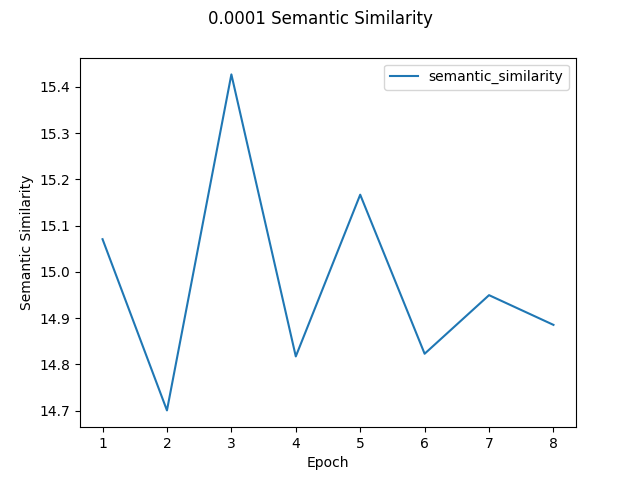 0.0001 Semantic Similarity
semantic_similarity
Semantic Similarity
15.4
15.3
15.2
15.1
15.0
14.9
14.8
14.7
1 2 3 4 5 6 7 8
Epoch